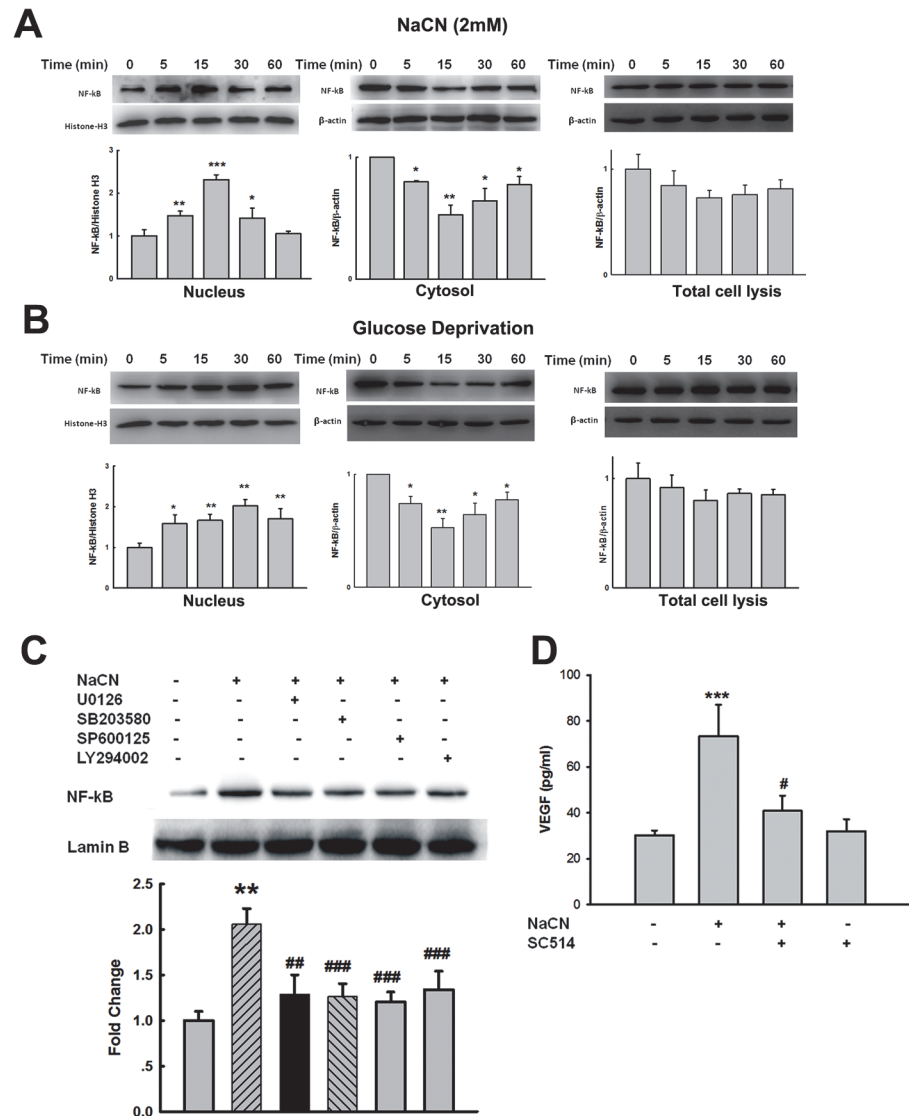 A
NaCN (2mM)
Time (min) 0 5 15 30 60
NF-kB
Histone-H3
NF-kB/Histone H3
3
2
1
0
** *** *
Nucleus
Time (min) 0 5 15 30 60
NF-kB
β-actin
NF-kB/β-actin
1
1
* ** * *
Cytosol
Time (min) 0 5 15 30 60
NF-kB
β-actin
NF-kB/β-actin
1
0
Total cell lysis
B
Glucose Deprivation
Time (min) 0 5 15 30 60
NF-kB
Histone-H3
NF-kB/Histone H3
3
2
1
0
* ** ** **
Nucleus
Time (min) 0 5 15 30 60
NF-kB
β-actin
NF-kB/β-actin
1
0
* ** * *
Cytosol
Time (min) 0 5 15 30 60
NF-kB
β-actin
NF-kB/β-actin
1
0
Total cell lysis
C
NaCN - + + + + +
U0126 - - + - - -
SB203580 - - - + - -
SP600125 - - - - + -
LY294002 - - - - - +
NF-kB
Lamin B
Fold Change
2.5
2.0
1.5
1.0
.5
0.0
** ## ### ### ###
D
VEGF (pg/ml)
100
80
60
40
20
0
*** #
NaCN - + + -
SC514 - - + +